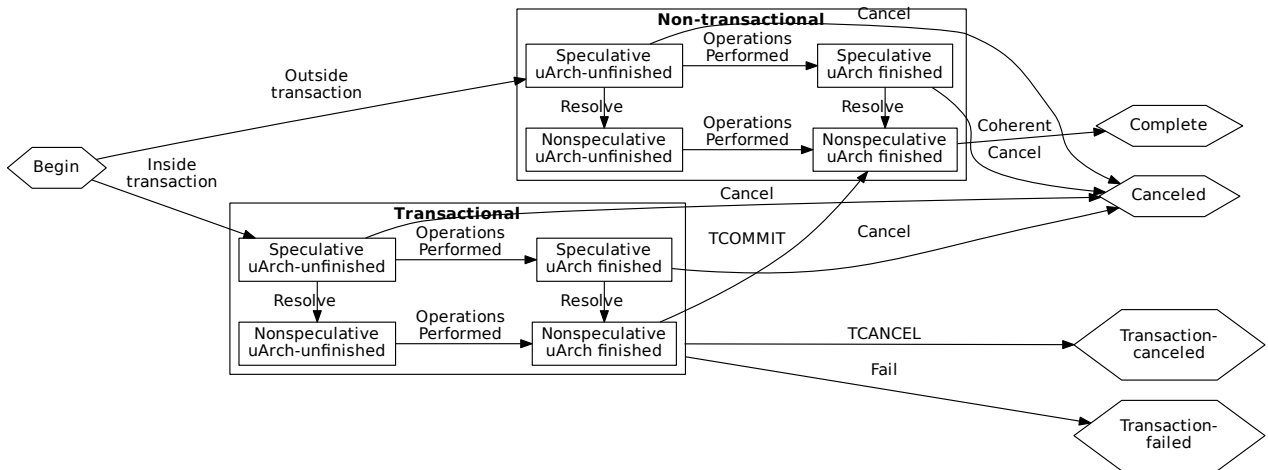 Non-transactional
Cancel
Speculative
uArch-unfinished
Operations
Performed
Speculative
uArch finished
Outside
transaction
Resolve
Resolve
Nonspeculative
uArch-unfinished
Operations
Performed
Nonspeculative
uArch finished
Coherent
Complete
Cancel
Begin
Inside
transaction
Canceled
Cancel
Transactional
Speculative
uArch-unfinished
Operations
Performed
Speculative
uArch finished
TCOMMIT
Cancel
Resolve
Resolve
Nonspeculative
uArch-unfinished
Operations
Performed
Nonspeculative
uArch finished
TCANCEL
Transaction-
canceled
Fail
Transaction-
failed